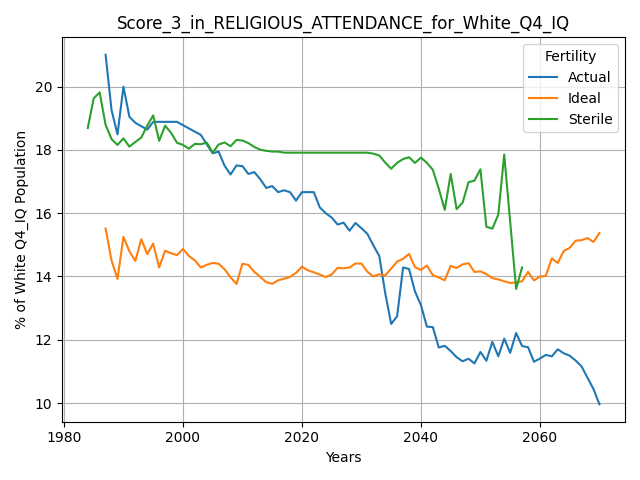 Score_3_in_RELIGIOUS_ATTENDANCE_for_White_Q4_IQ
Fertility
Actual
Ideal
Sterile
% of White Q4_IQ Population
20
18
16
14
12
10
1980
2000
2020
2040
2060
Years